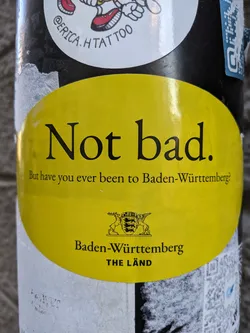 @ERICA.HTATTOO
Not bad.
But have you ever been to Baden-Württemberg?
Baden-Württemberg
THE LÄND